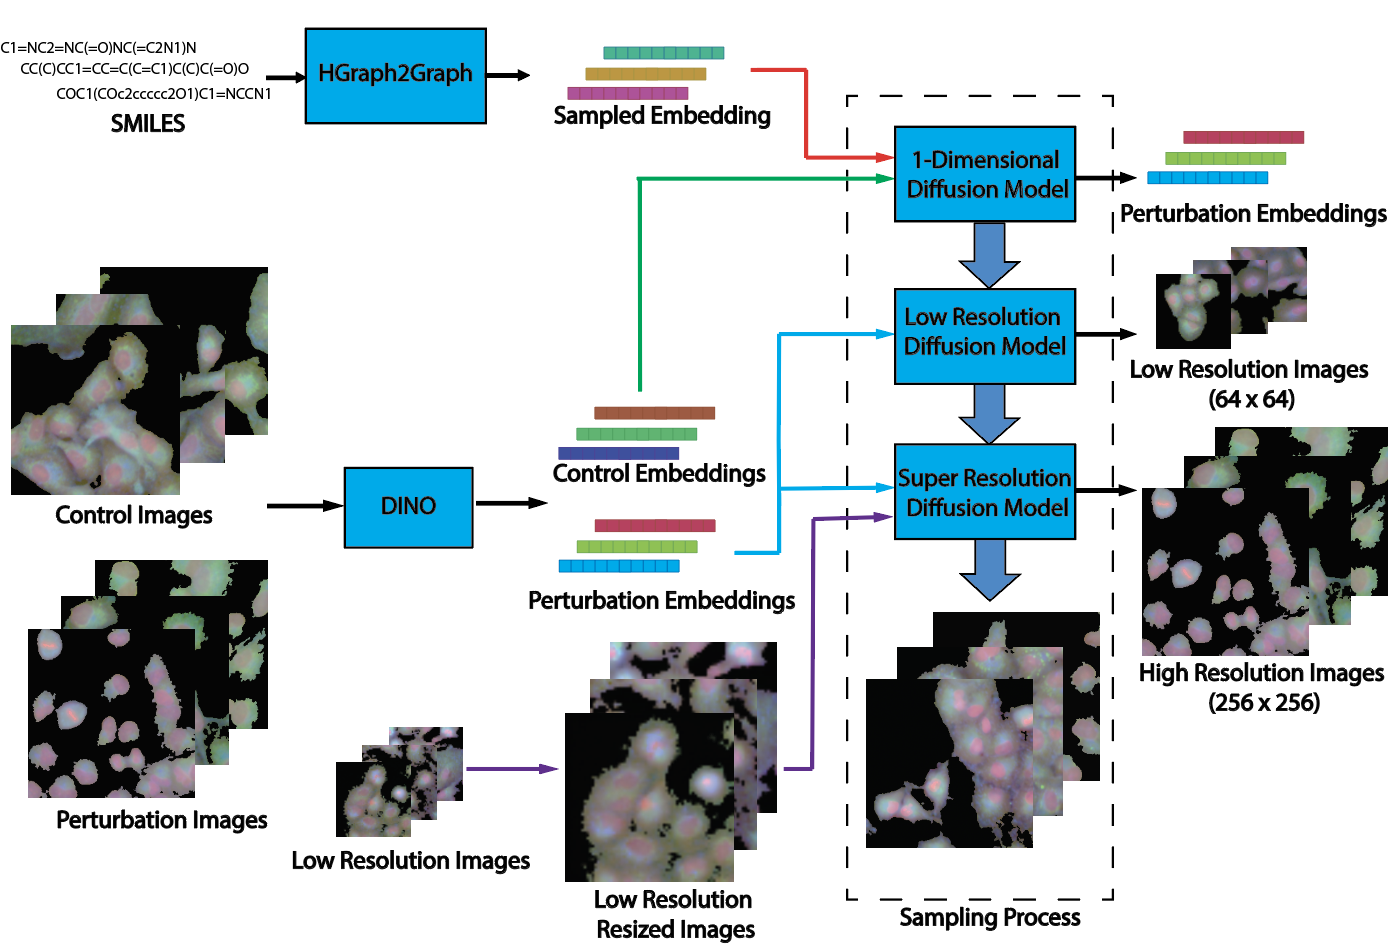 C1=NC2=NC(=O)NC(=C2N1)N
CC(C)CC1=CC=C(C=C1)C(C)C(=O)O
COC1(COc2ccccc2O1)C1=NCCN1
SMILES
HGraph2Graph
Sampled Embedding
1-Dimensional
Diffusion Model
Perturbation Embeddings
Low Resolution
Diffusion Model
Low Resolution Images
(64 x 64)
Control Images
DINO
Control Embeddings
Super Resolution
Diffusion Model
Perturbation Embeddings
High Resolution Images
(256 x 256)
Perturbation Images
Low Resolution Images
Low Resolution
Resized Images
Sampling Process